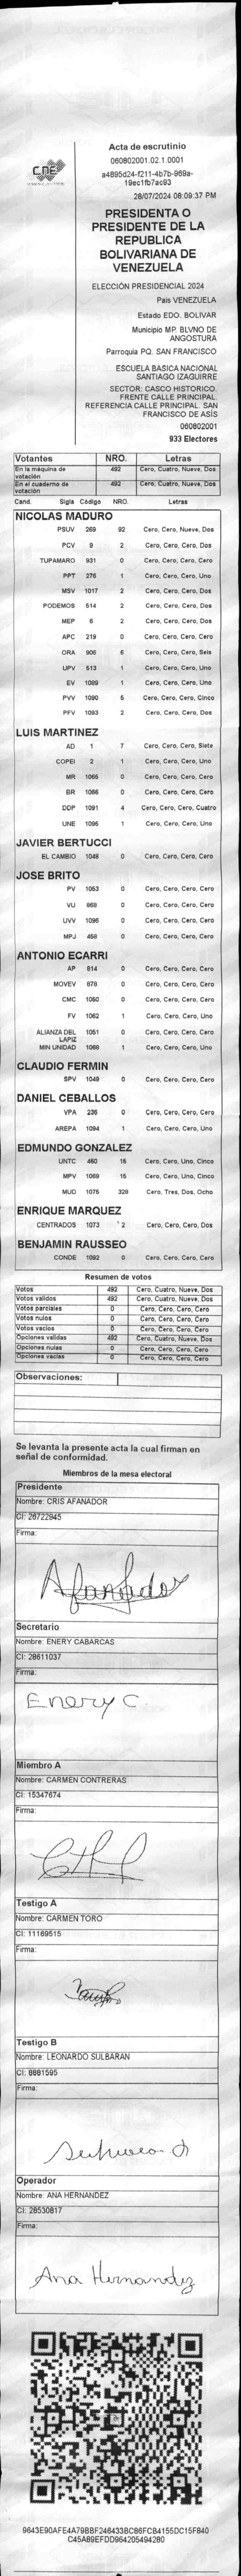 CNE
Acta de escrutinio
060802001.02.1.0001
a4895d24-f211-4b7b-969a-
19ec1fb7ac93
28/07/2024 08:09:37 PM
PRESIDENTA O
PRESIDENTE DE LA
REPUBLICA
BOLIVARIANA DE
VENEZUELA
ELECCIÓN PRESIDENCIAL 2024
Pais VENEZUELA
Estado EDO. BOLIVAR
Municipio MP. BLVNO DE
ANGOSTURA
Parroquia PQ. SAN FRANCISCO
ESCUELA BASICA NACIONAL
SANTIAGO IZAGUIRRE
SECTOR: CASCO HISTORICO.
FRENTE CALLE PRINCIPAL.
REFERENCIA CALLE PRINCIPAL. SAN
FRANCISCO DE ASÍS
060802001
933 Electores
Votantes NRO. Letras
En la máquina de votación 492 Cero, Cuatro, Nueve, Dos
En el cuaderno de votación 492 Cero, Cuatro, Nueve, Dos
Cand. Sigla Código NRO. Letras
NICOLAS MADURO
PSUV 269 92 Cero, Cero, Nueve, Dos
PCV 9 2 Cero, Cero, Cero, Dos
TUPAMARO 931 0 Cero, Cero, Cero, Cero
PPT 276 1 Cero, Cero, Cero, Uno
MSV 1017 2 Cero, Cero, Cero, Dos
PODEMOS 514 2 Cero, Cero, Cero, Dos
MEP 6 2 Cero, Cero, Cero, Dos
APC 219 0 Cero, Cero, Cero, Cero
ORA 906 6 Cero, Cero, Cero, Seis
UPV 513 1 Cero, Cero, Cero, Uno
EV 1089 1 Cero, Cero, Cero, Uno
PVV 1090 5 Cero, Cero, Cero, Cinco
PFV 1093 2 Cero, Cero, Cero, Dos
LUIS MARTINEZ
AD 1 7 Cero, Cero, Cero, Siete
COPEI 2 1 Cero, Cero, Cero, Uno
MR 1065 0 Cero, Cero, Cero, Cero
BR 1066 0 Cero, Cero, Cero, Cero
DDP 1091 4 Cero, Cero, Cero, Cuatro
UNE 1095 1 Cero, Cero, Cero, Uno
JAVIER BERTUCCI
EL CAMBIO 1048 0 Cero, Cero, Cero, Cero
JOSE BRITO
PV 1053 0 Cero, Cero, Cero, Cero
VU 868 0 Cero, Cero, Cero, Cero
UVV 1096 0 Cero, Cero, Cero, Cero
MPJ 458 0 Cero, Cero, Cero, Cero
ANTONIO ECARRI
AP 814 0 Cero, Cero, Cero, Cero
MOVEV 878 0 Cero, Cero, Cero, Cero
CMC 1050 0 Cero, Cero, Cero, Cero
FV 1062 1 Cero, Cero, Cero, Uno
ALIANZA DEL LAPIZ 1051 0 Cero, Cero, Cero, Cero
MIN UNIDAD 1068 1 Cero, Cero, Cero, Uno
CLAUDIO FERMIN
SPV 1049 0 Cero, Cero, Cero, Cero
DANIEL CEBALLOS
VPA 236 0 Cero, Cero, Cero, Cero
AREPA 1094 1 Cero, Cero, Cero, Uno
EDMUNDO GONZALEZ
UNTC 460 15 Cero, Cero, Uno, Cinco
MPV 1069 15 Cero, Cero, Uno, Cinco
MUD 1075 328 Cero, Tres, Dos, Ocho
ENRIQUE MARQUEZ
CENTRADOS 1073 2 Cero, Cero, Cero, Dos
BENJAMIN RAUSSEO
CONDE 1092 0 Cero, Cero, Cero, Cero
Resumen de votos
Votos 492 Cero, Cuatro, Nueve, Dos
Votos validos 492 Cero, Cuatro, Nueve, Dos
Votos parciales 0 Cero, Cero, Cero, Cero
Votos nulos 0 Cero, Cero, Cero, Cero
Votos vacios 0 Cero, Cero, Cero, Cero
Opciones validas 492 Cero, Cuatro, Nueve, Dos
Opciones nulas 0 Cero, Cero, Cero, Cero
Opciones vacias 0 Cero, Cero, Cero, Cero
Observaciones:
Se levanta la presente acta la cual firman en
señal de conformidad.
Miembros de la mesa electoral
Presidente
Nombre: CRIS AFANADOR
CI: 26722945
Firma:
Afanador
Secretario
Nombre: ENERY CABARCAS
CI: 28611037
Firma:
Enery C.
Miembro A
Nombre: CARMEN CONTRERAS
CI: 15347674
Firma:
Testigo A
Nombre: CARMEN TORO
CI: 11169515
Firma:
Testigo B
Nombre: LEONARDO SULBARAN
CI: 8881595
Firma:
Operador
Nombre: ANA HERNANDEZ
CI: 28530817
Firma:
Ana Hernandez
9643E90AFE4A79BBF246433BC86FCB4155DC15F840
C45A89EFDD964205494280